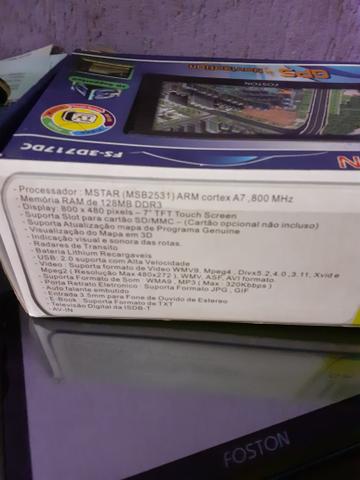 FOSTON
GPS NAVIGATION
FS-3D717DC
- Processador : MSTAR (MSB2531) ARM cortex A7 ,800 MHz
- Memória RAM de 128MB DDR3
- Display: 800 x 480 pixels – 7" TFT Touch Screen
- Suporta Slot para cartão SD/MMC – (Cartão opcional não incluso)
- Suporta Atualização mapa de Programa Genuine
- Visualização do Mapa em 3D
- Indicação visual e sonora das rotas.
- Radares de Transito
- Bateria Lithium Recargaveis
- USB: 2.0 suporta com Alta Velocidade
- Video : Suporta formato de Video WMV9, Mpeg4 , Divx5.2,4.0 ,3.11, Xvid e
Mpeg2 ( Resolução Max 480x272 ), WMV, ASF, AVI formato.
- Suporta Formato de Som : WMA9 , MP3 ( Max : 320Kbps )
- Porta Retrato Eletronico : Suporta Formato JPG , GIF
- Auto falante embutido
- Entrada 3.5mm para Fone de Ouvido de Estereo
- E-Book : Suporta Formato de TXT
- Televisão Digital da ISDB-T
- AV-IN
FOSTON